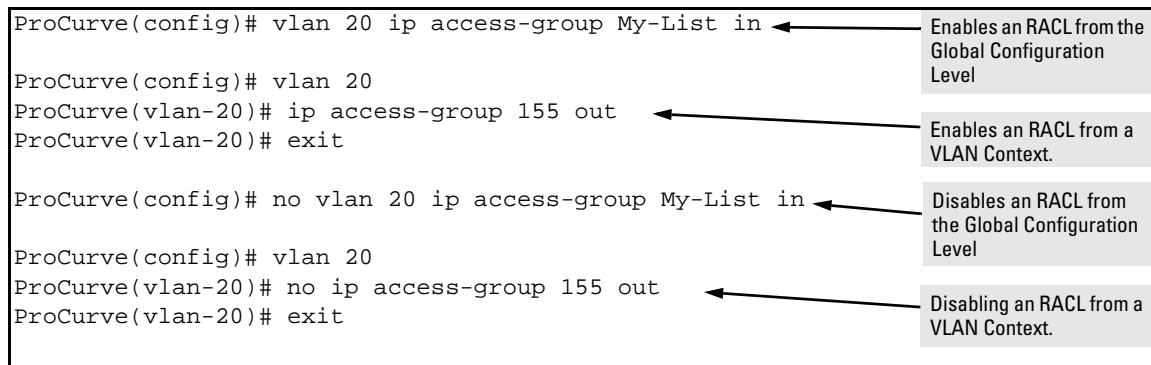 ProCurve(config)# vlan 20 ip access-group My-List in
Enables an RACL from the
Global Configuration
Level
ProCurve(config)# vlan 20
ProCurve(vlan-20)# ip access-group 155 out
ProCurve(vlan-20)# exit
Enables an RACL from a
VLAN Context.
ProCurve(config)# no vlan 20 ip access-group My-List in
Disables an RACL from
the Global Configuration
Level
ProCurve(config)# vlan 20
ProCurve(vlan-20)# no ip access-group 155 out
ProCurve(vlan-20)# exit
Disabling an RACL from a
VLAN Context.